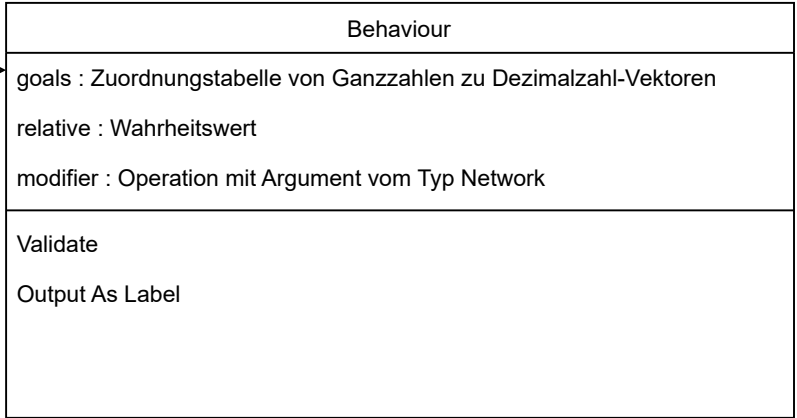 Behaviour
goals : Zuordnungstabelle von Ganzzahlen zu Dezimalzahl-Vektoren
relative : Wahrheitswert
modifier : Operation mit Argument vom Typ Network
Validate
Output As Label